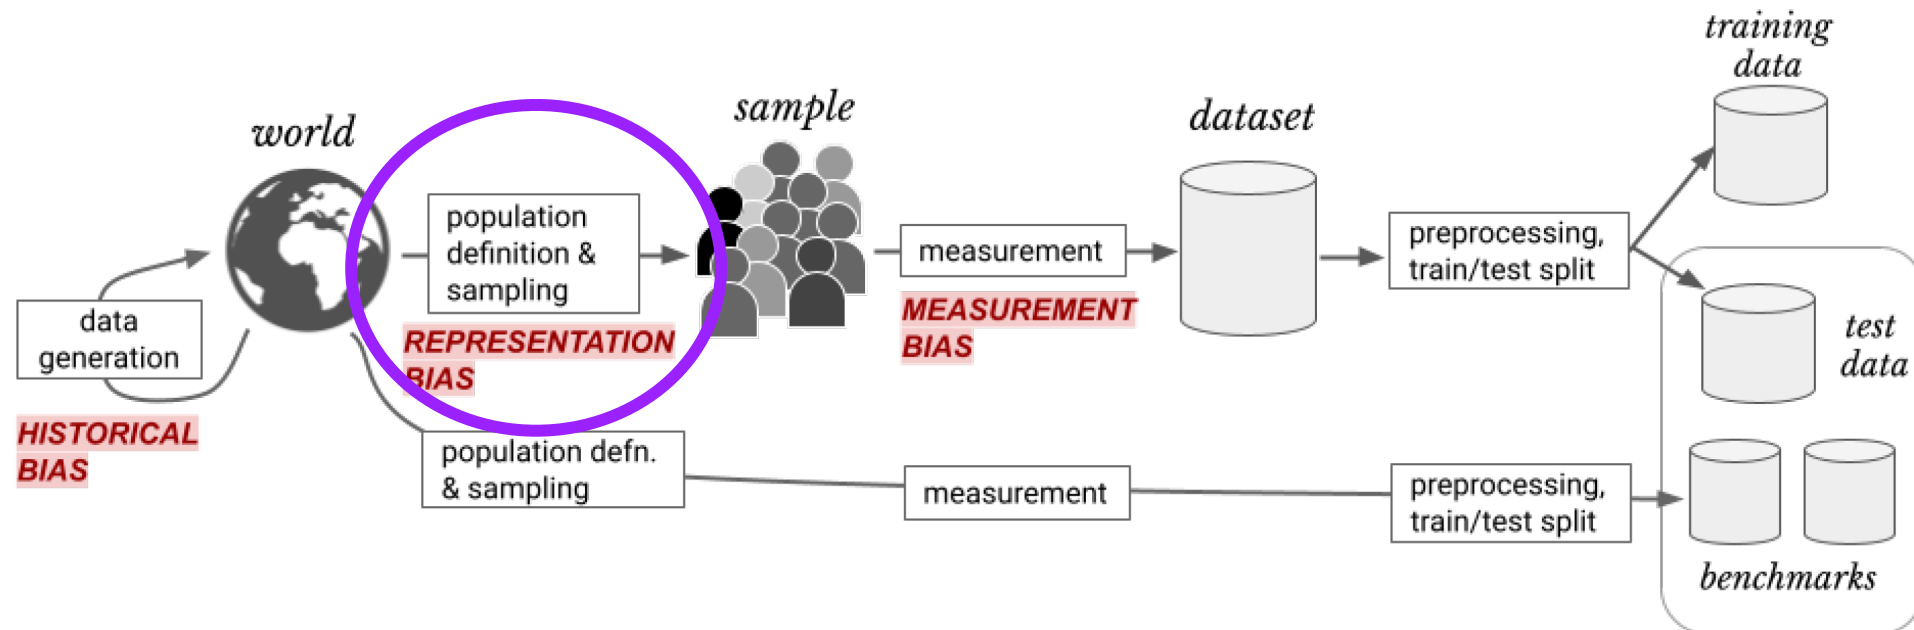 training
data
sample
dataset
world
population
definition &
sampling
preprocessing,
train/test split
measurement
MEASUREMENT
BIAS
data
generation
REPRESENTATION
BIAS
test
data
HISTORICAL
BIAS
population defn.
& sampling
measurement
preprocessing,
train/test split
benchmarks